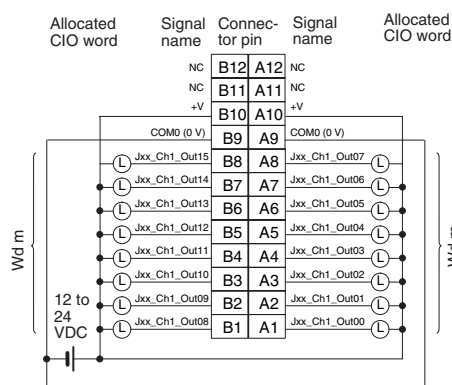 Allocated CIO word Signal name Connector pin Signal name Allocated CIO word
NC B12 A12 NC
NC B11 A11 NC
+V B10 A10 +V
COM0 (0 V) B9 A9 COM0 (0 V)
L Jxx_Ch1_Out15 B8 A8 Jxx_Ch1_Out07 L
L Jxx_Ch1_Out14 B7 A7 Jxx_Ch1_Out06 L
L Jxx_Ch1_Out13 B6 A6 Jxx_Ch1_Out05 L
L Jxx_Ch1_Out12 B5 A5 Jxx_Ch1_Out04 L
L Jxx_Ch1_Out11 B4 A4 Jxx_Ch1_Out03 L
L Jxx_Ch1_Out10 B3 A3 Jxx_Ch1_Out02 L
L Jxx_Ch1_Out09 B2 A2 Jxx_Ch1_Out01 L
L Jxx_Ch1_Out08 B1 A1 Jxx_Ch1_Out00 L
Wd m
12 to
24
VDC
Wd